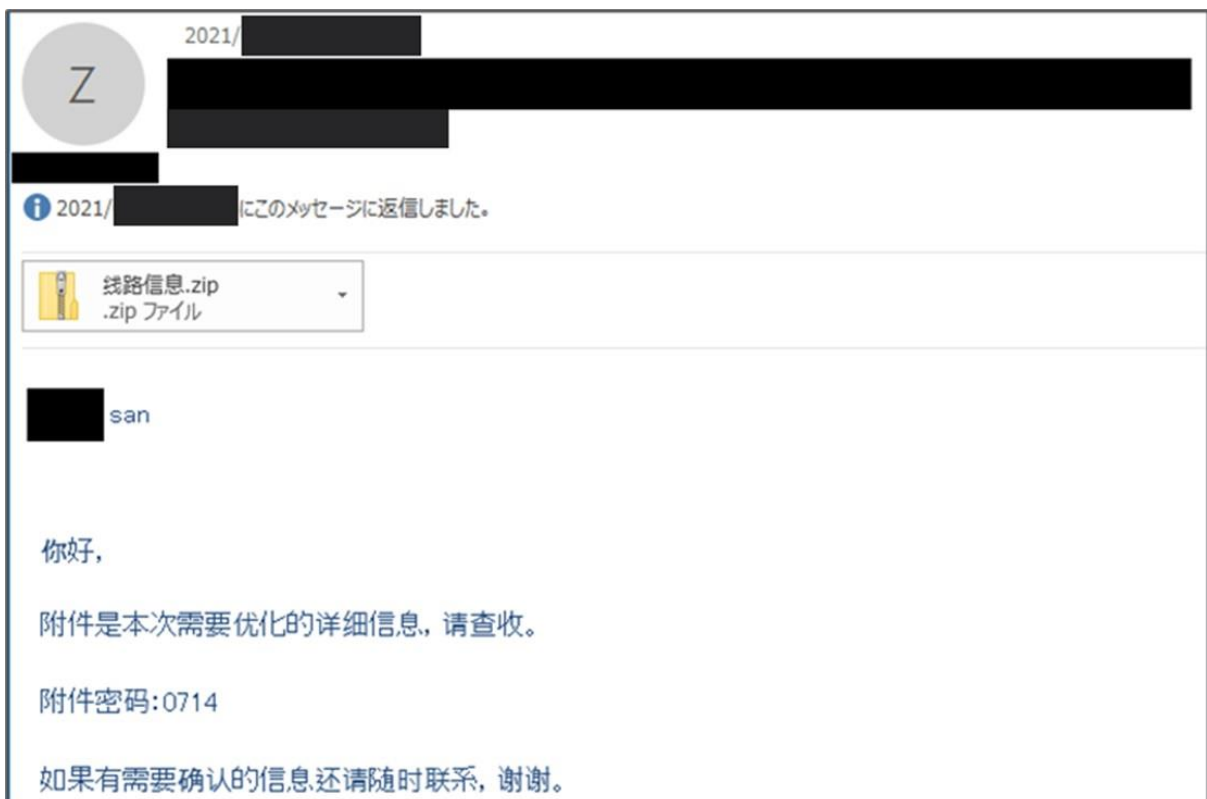 Z
2021/
2021/
にこのメッセージに返信しました。
线路信息.zip
.zip ファイル
san
你好,
附件是本次需要优化的详细信息, 请查收。
附件密码:0714
如果有需要确认的信息还请随时联系, 谢谢。